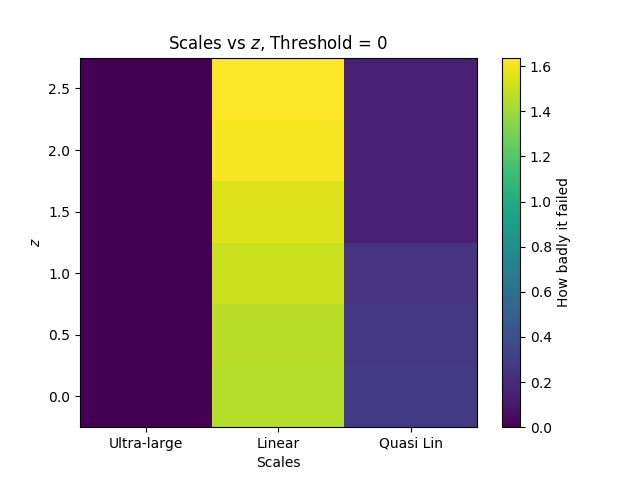 Scales vs z, Threshold = 0
2.5
2.0
1.5
1.0
0.5
0.0
z
Ultra-large
Linear
Quasi Lin
Scales
1.6
1.4
1.2
1.0
0.8
0.6
0.4
0.2
0.0
How badly it failed